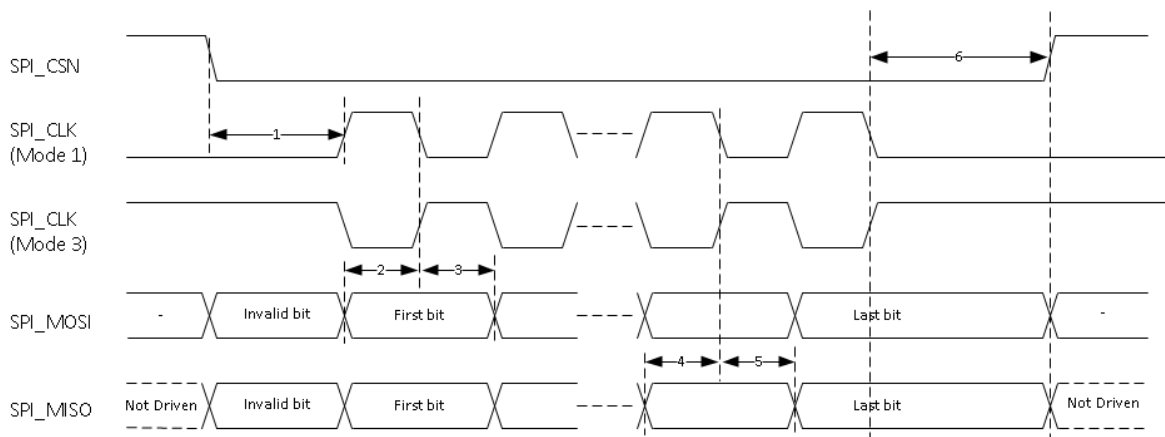 SPI_CSN
6
SPI_CLK
(Mode 1)
1
SPI_CLK
(Mode 3)
2
3
SPI_MOSI
-
Invalid bit
First bit
Last bit
-
4
5
SPI_MISO
Not Driven
Invalid bit
First bit
Last bit
Not Driven